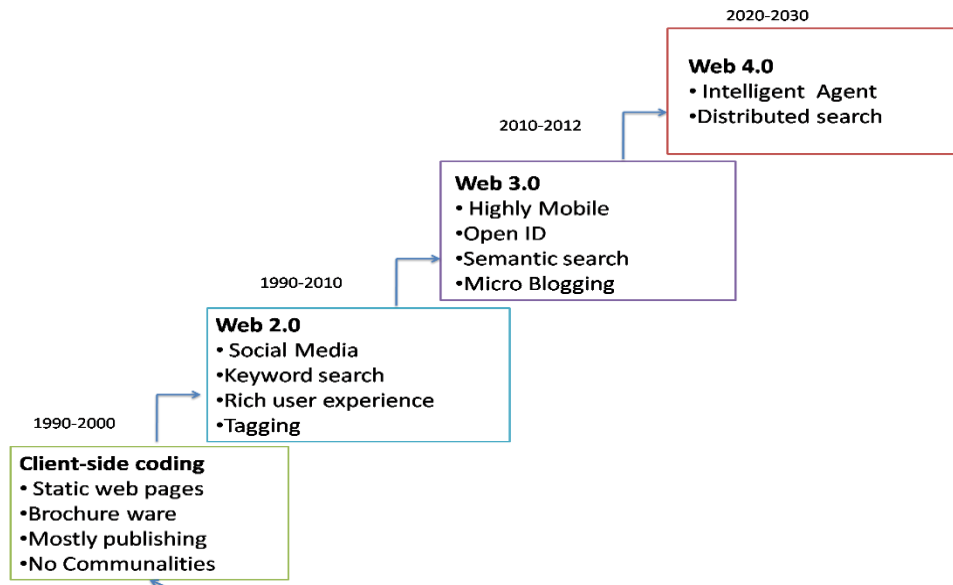 2020-2030
Web 4.0
• Intelligent Agent
•Distributed search
2010-2012
Web 3.0
• Highly Mobile
•Open ID
•Semantic search
•Micro Blogging
1990-2010
Web 2.0
• Social Media
•Keyword search
•Rich user experience
•Tagging
1990-2000
Client-side coding
• Static web pages
•Brochure ware
•Mostly publishing
•No Communalities